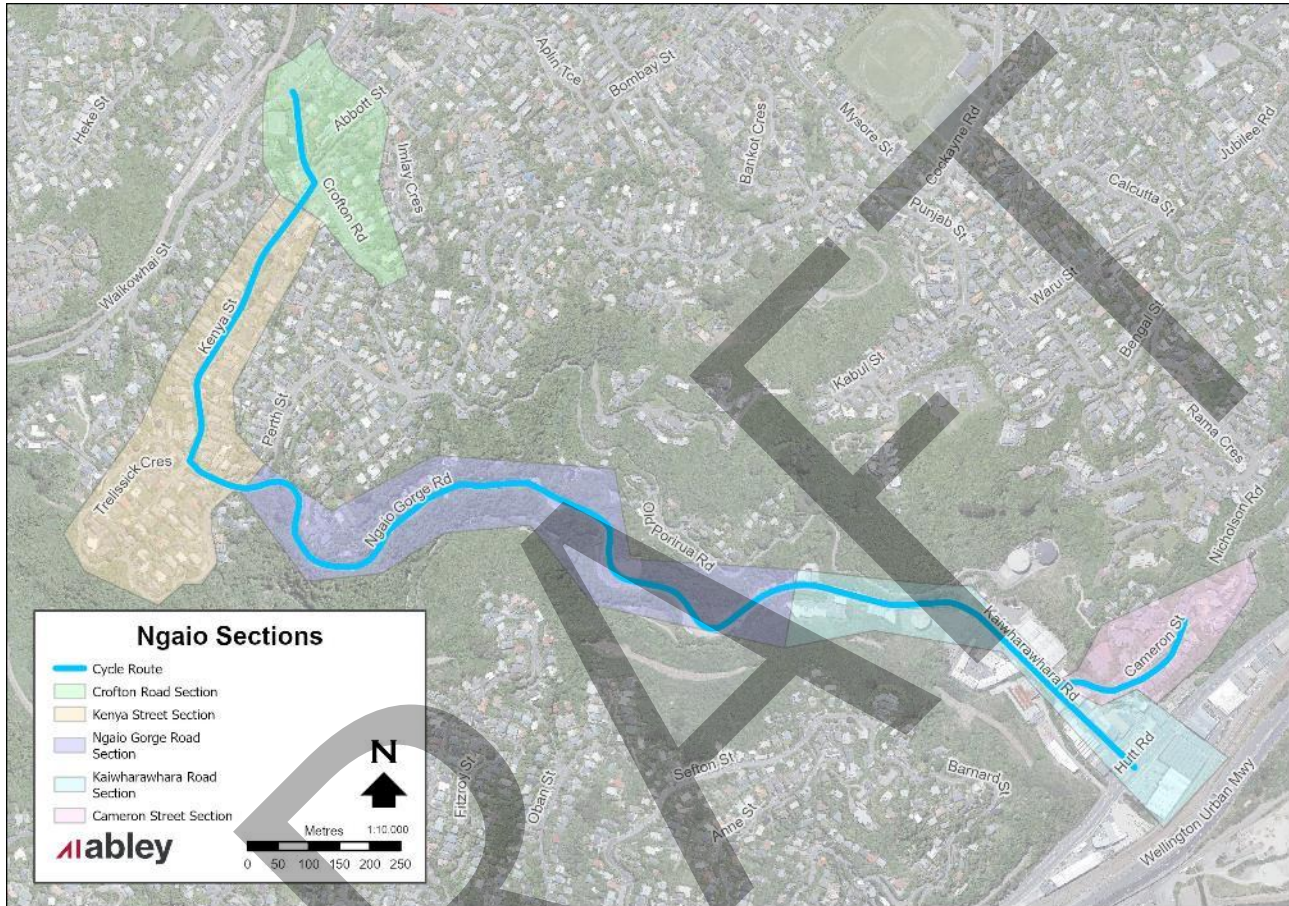 Heke St
Abbott St
Aplin Tce
Bombay St
Imlay Cres
Bankot Cres
Mysore St
Cockayne Rd
Jubilee Rd
Calcutta St
Punjab St
Crofton Rd
Waikowhai St
Waru St
Bengal St
Kenya St
Kabul St
Perth St
Rama Cres
Trelissick Cres
Ngaio Gorge Rd
Old Porirua Rd
Nicholson Rd
Kaiwharawhara Rd
Cameron St
Hutt Rd
Wellington Urban Mwy
Sefton St
Barnard St
Fitzroy St
Oban St
Anne St
DRAFT
Ngaio Sections
Cycle Route
Crofton Road Section
Kenya Street Section
Ngaio Gorge Road
Section
Kaiwharawhara Road
Section
Cameron Street Section
N
abley
Metres 1:10,000
0 50 100 150 200 250